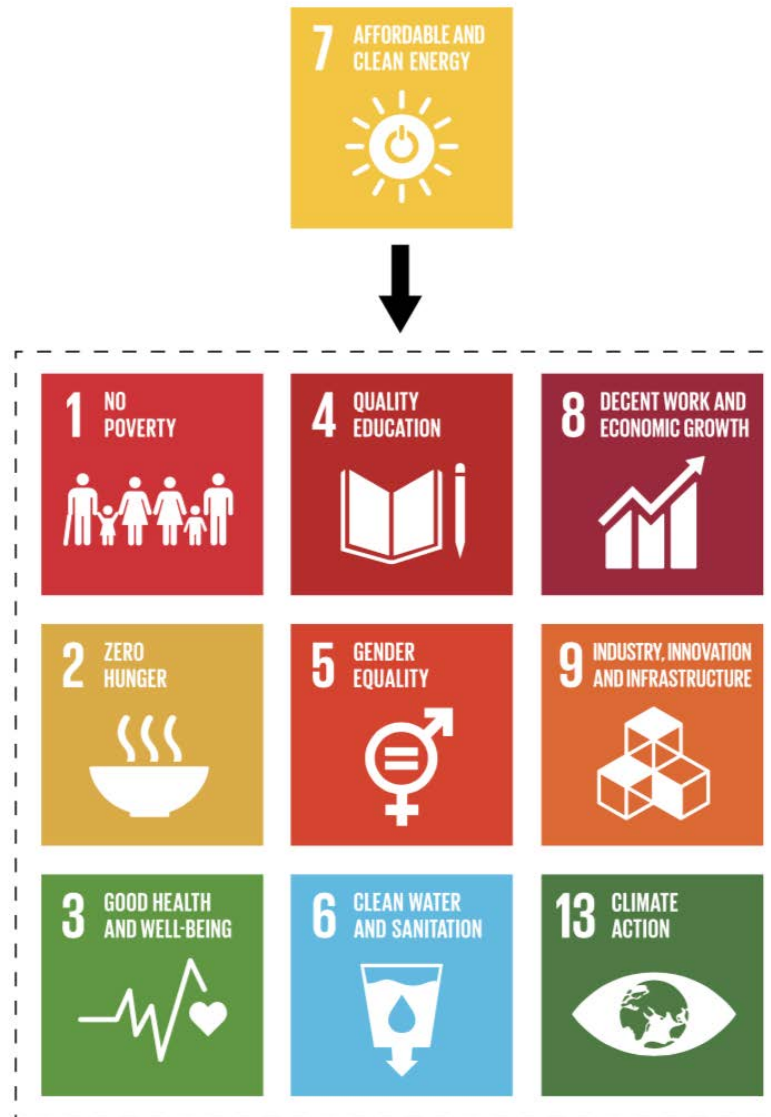 7 AFFORDABLE AND
CLEAN ENERGY
1 NO
POVERTY
4 QUALITY
EDUCATION
8 DECENT WORK AND
ECONOMIC GROWTH
2 ZERO
HUNGER
5 GENDER
EQUALITY
9 INDUSTRY, INNOVATION
AND INFRASTRUCTURE
3 GOOD HEALTH
AND WELL-BEING
6 CLEAN WATER
AND SANITATION
13 CLIMATE
ACTION